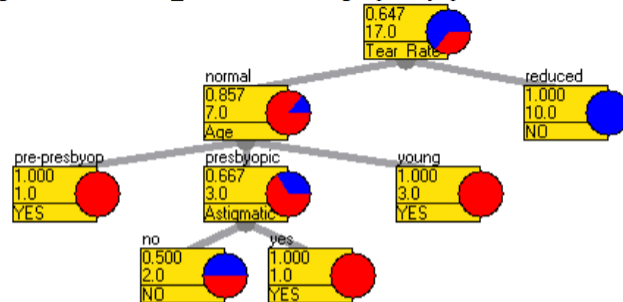 0.647
17.0
Tear Rate
normal
0.857
7.0
Age
reduced
1.000
10.0
NO
pre-presbyop
1.000
1.0
YES
presbyopic
0.667
3.0
Astigmatic
young
1.000
3.0
YES
no
0.500
2.0
NO
yes
1.000
1.0
YES